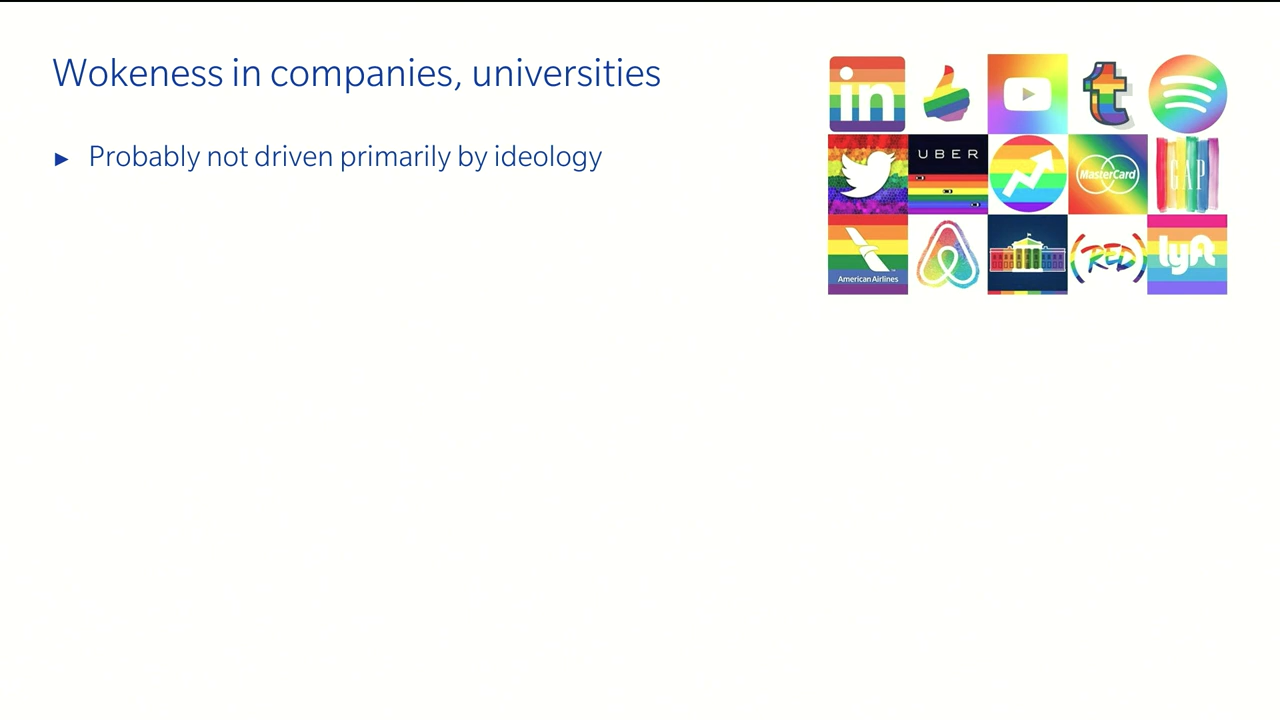 Wokeness in companies, universities
► Probably not driven primarily by ideology
in
t
UBER
MasterCard
GAP
American Airlines
(RED)
lyft